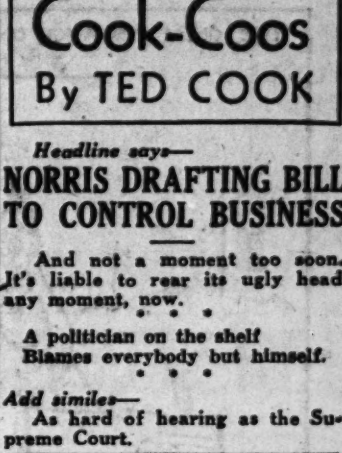 Cook-Coos
By TED COOK
Headline says—
NORRIS DRAFTING BILL
TO CONTROL BUSINESS
And not a moment too soon.
It's liable to rear its ugly head
any moment, now.
* * *
A politician on the shelf
Blames everybody but himself.
* * *
Add similes—
As hard of hearing as the Su-
preme Court.